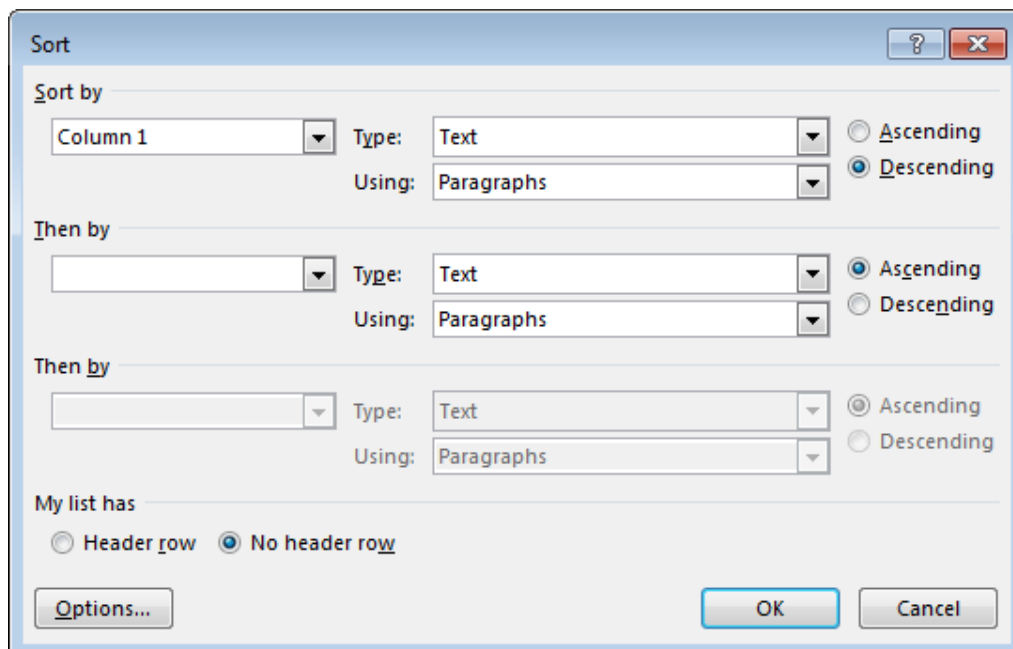 Sort
?
Sort by
Column 1 Type: Text Ascending
Using: Paragraphs Descending
Then by
Type: Text Ascending
Using: Paragraphs Descending
Then by
Type: Text Ascending
Using: Paragraphs Descending
My list has
Header row No header row
Options... OK Cancel